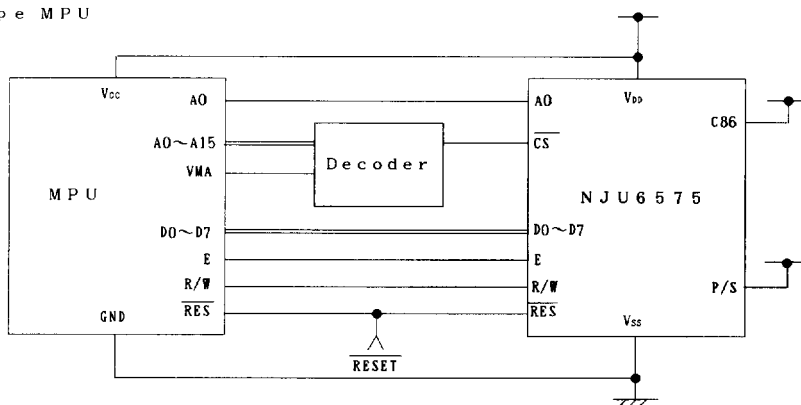 pe MPU
Vcc
VDD
A0
A0
C86
A0~A15
CS
Decoder
VMA
MPU
NJU6575
D0~D7
D0~D7
E
E
R/W
R/W
P/S
RES
RES
GND
VSS
RESET